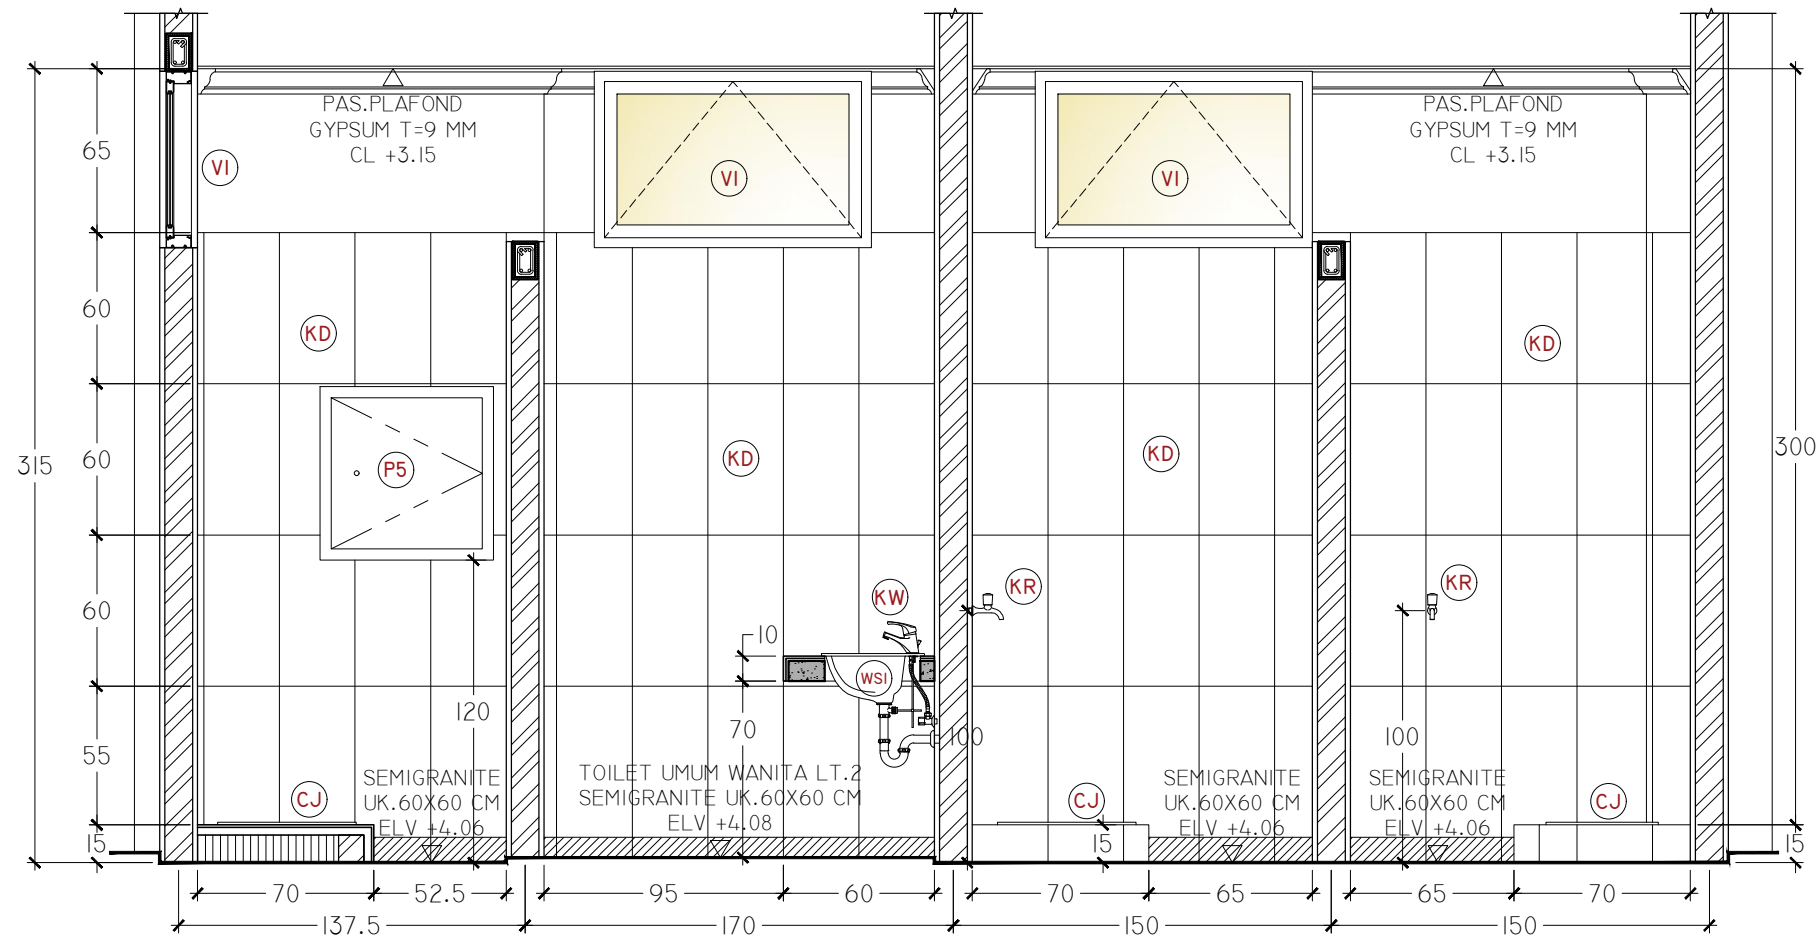 PAS.PLAFOND
GYPSUM T=9 MM
CL +3.15
PAS.PLAFOND
GYPSUM T=9 MM
CL +3.15
65
V1
V1
V1
60
KD
KD
315
60
P5
KD
KD
300
60
KW
KR
KR
10
WS1
55
120
70
100
100
SEMIGRANITE
UK.60X60 CM
ELV +4.06
TOILET UMUM WANITA LT.2
SEMIGRANITE UK.60X60 CM
ELV +4.08
SEMIGRANITE
UK.60X60 CM
ELV +4.06
SEMIGRANITE
UK.60X60 CM
ELV +4.06
CJ
CJ
CJ
15
15
15
70
52.5
95
60
70
65
65
70
137.5
170
150
150